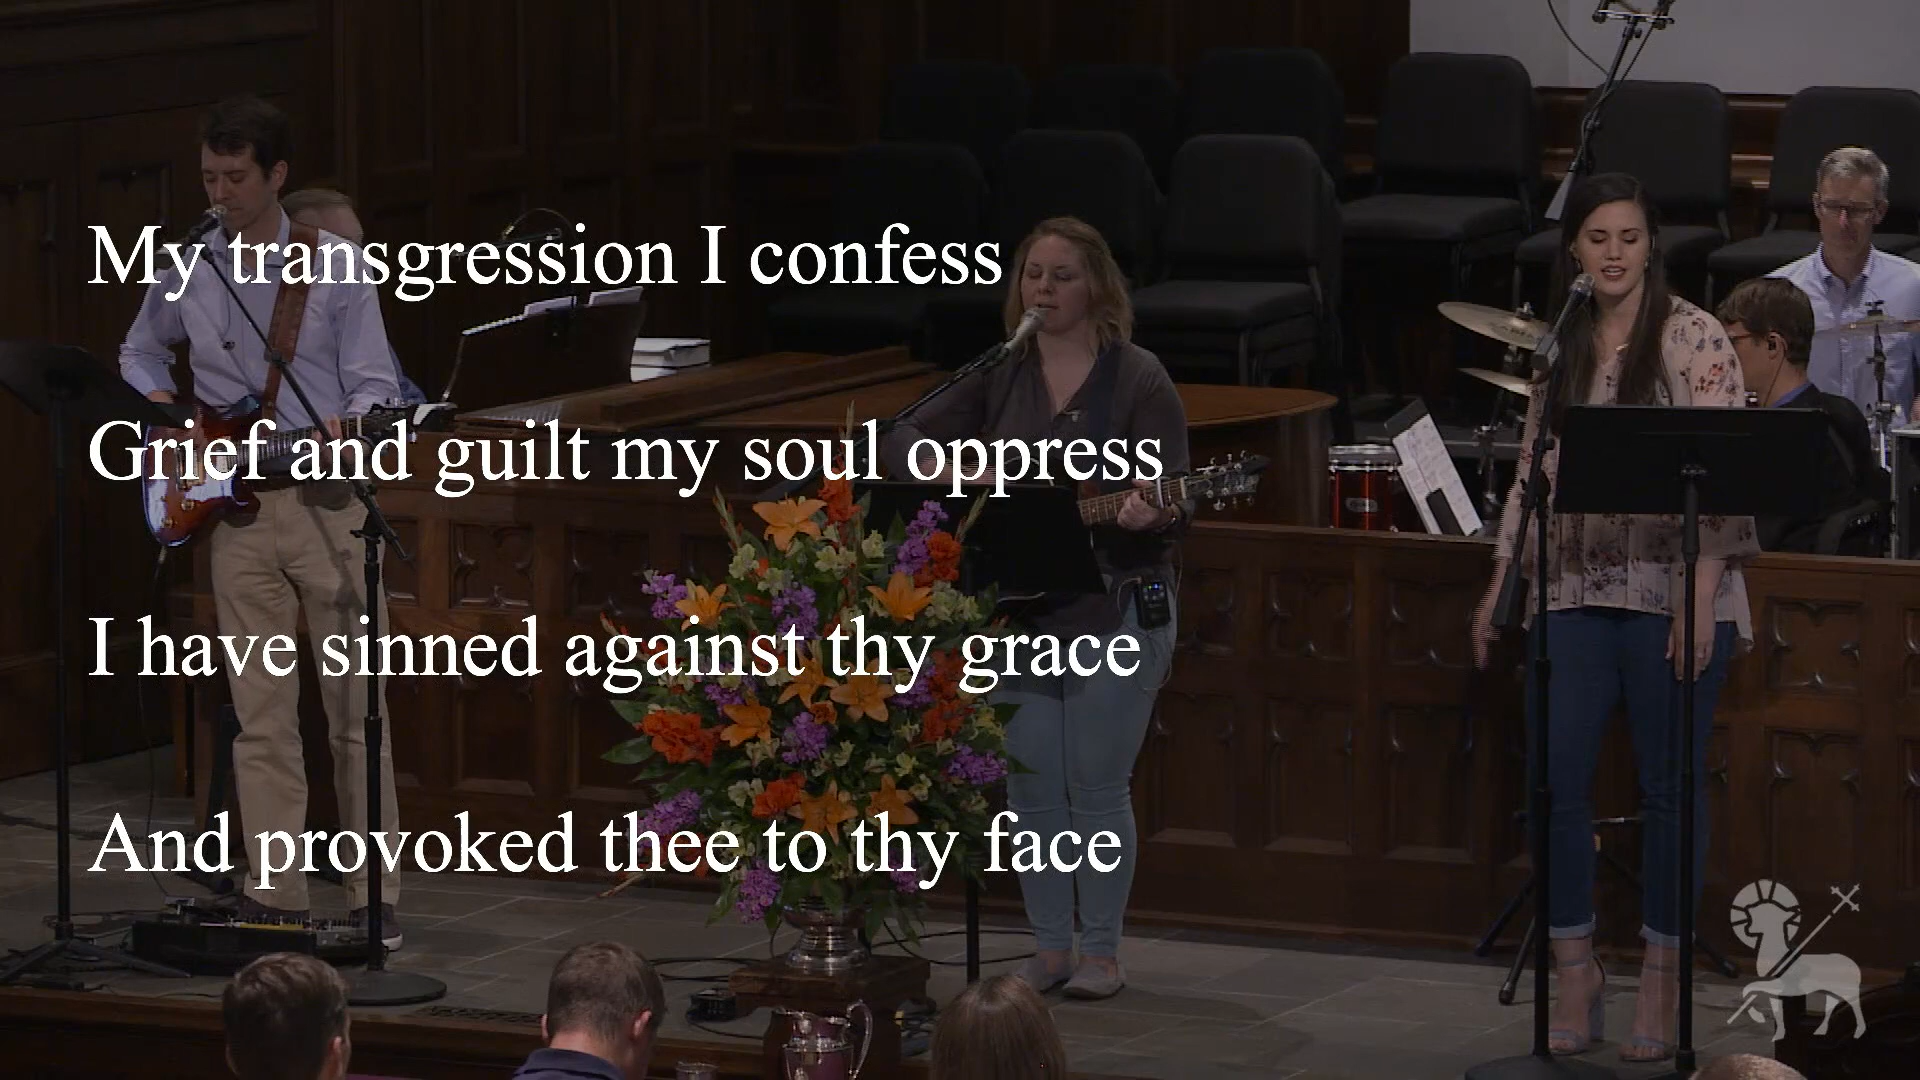 My transgression I confess
Grief and guilt my soul oppress
I have sinned against thy grace
And provoked thee to thy face